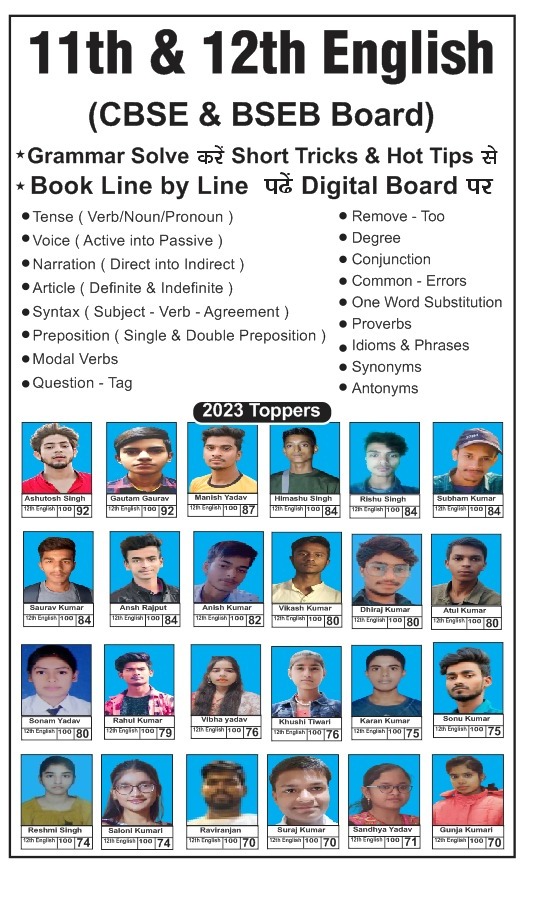 11th & 12th English
(CBSE & BSEB Board)
★ Grammar Solve करें Short Tricks & Hot Tips से
★ Book Line by Line पढें Digital Board पर
• Tense ( Verb/Noun/Pronoun )
• Voice ( Active into Passive )
• Narration ( Direct into Indirect )
• Article ( Definite & Indefinite )
• Syntax ( Subject - Verb - Agreement )
• Preposition ( Single & Double Preposition )
• Modal Verbs
• Question - Tag
• Remove - Too
• Degree
• Conjunction
• Common - Errors
• One Word Substitution
• Proverbs
• Idioms & Phrases
• Synonyms
• Antonyms
2023 Toppers
Ashutosh Singh
12th English 100 92
Gautam Gaurav
12th English 100 92
Manish Yadav
12th English 100 87
Himashu Singh
12th English 100 84
Rishu Singh
12th English 100 84
Subham Kumar
12th English 100 84
Saurav Kumar
12th English 100 84
Ansh Rajput
12th English 100 84
Anish Kumar
12th English 100 82
Vikash Kumar
12th English 100 80
Dhiraj Kumar
12th English 100 80
Atul Kumar
12th English 100 80
Sonam Yadav
12th English 100 80
Rahul Kumar
12th English 100 79
Vibha yadav
12th English 100 76
Khushi Tiwari
12th English 100 76
Karan Kumar
12th English 100 75
Sonu Kumar
12th English 100 75
Reshmi Singh
12th English 100 74
Saloni Kumari
12th English 100 74
Raviranjan
12th English 100 70
Suraj Kumar
12th English 100 70
Sandhya Yadav
12th English 100 71
Gunja Kumari
12th English 100 70